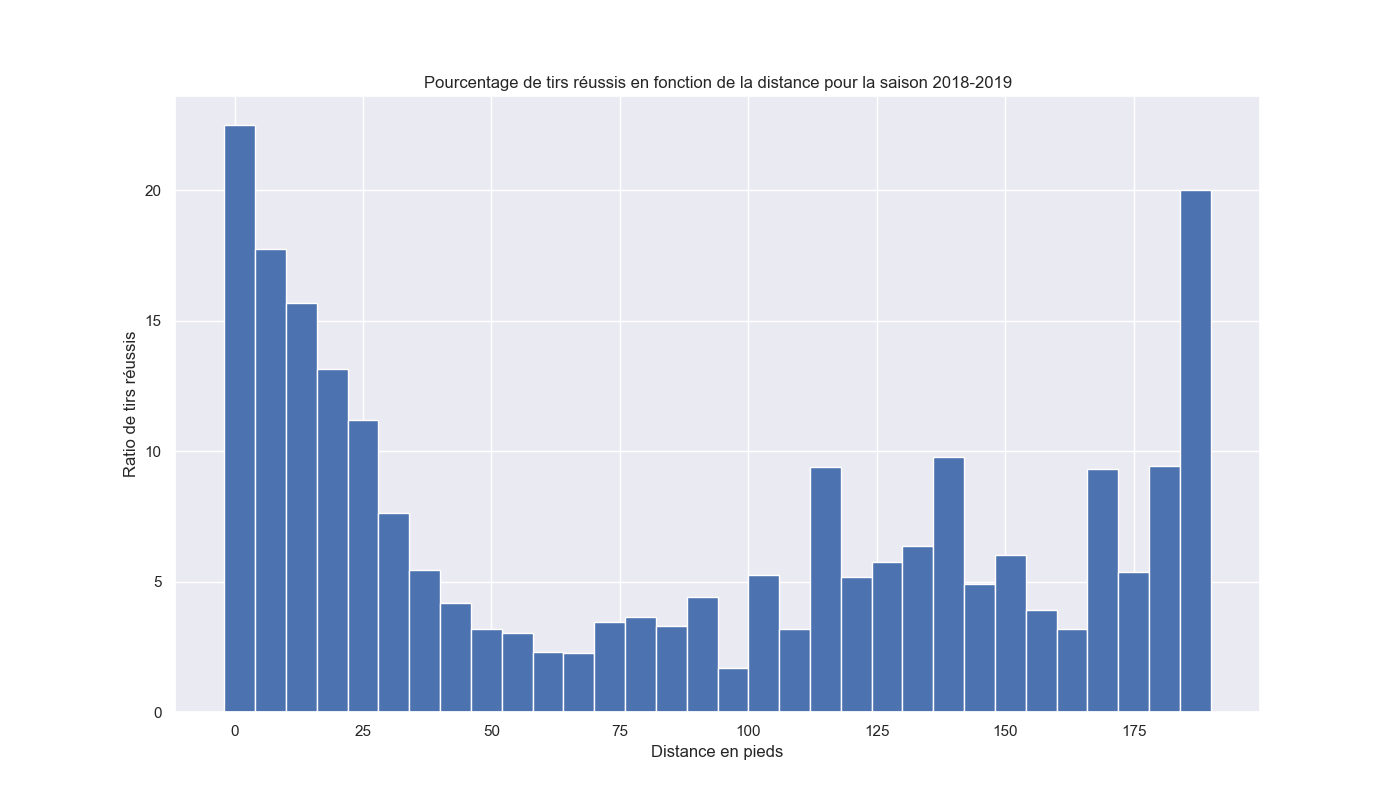 Pourcentage de tirs réussis en fonction de la distance pour la saison 2018-2019
Ratio de tirs réussis
20
15
10
5
0
0 25 50 75 100 125 150 175
Distance en pieds